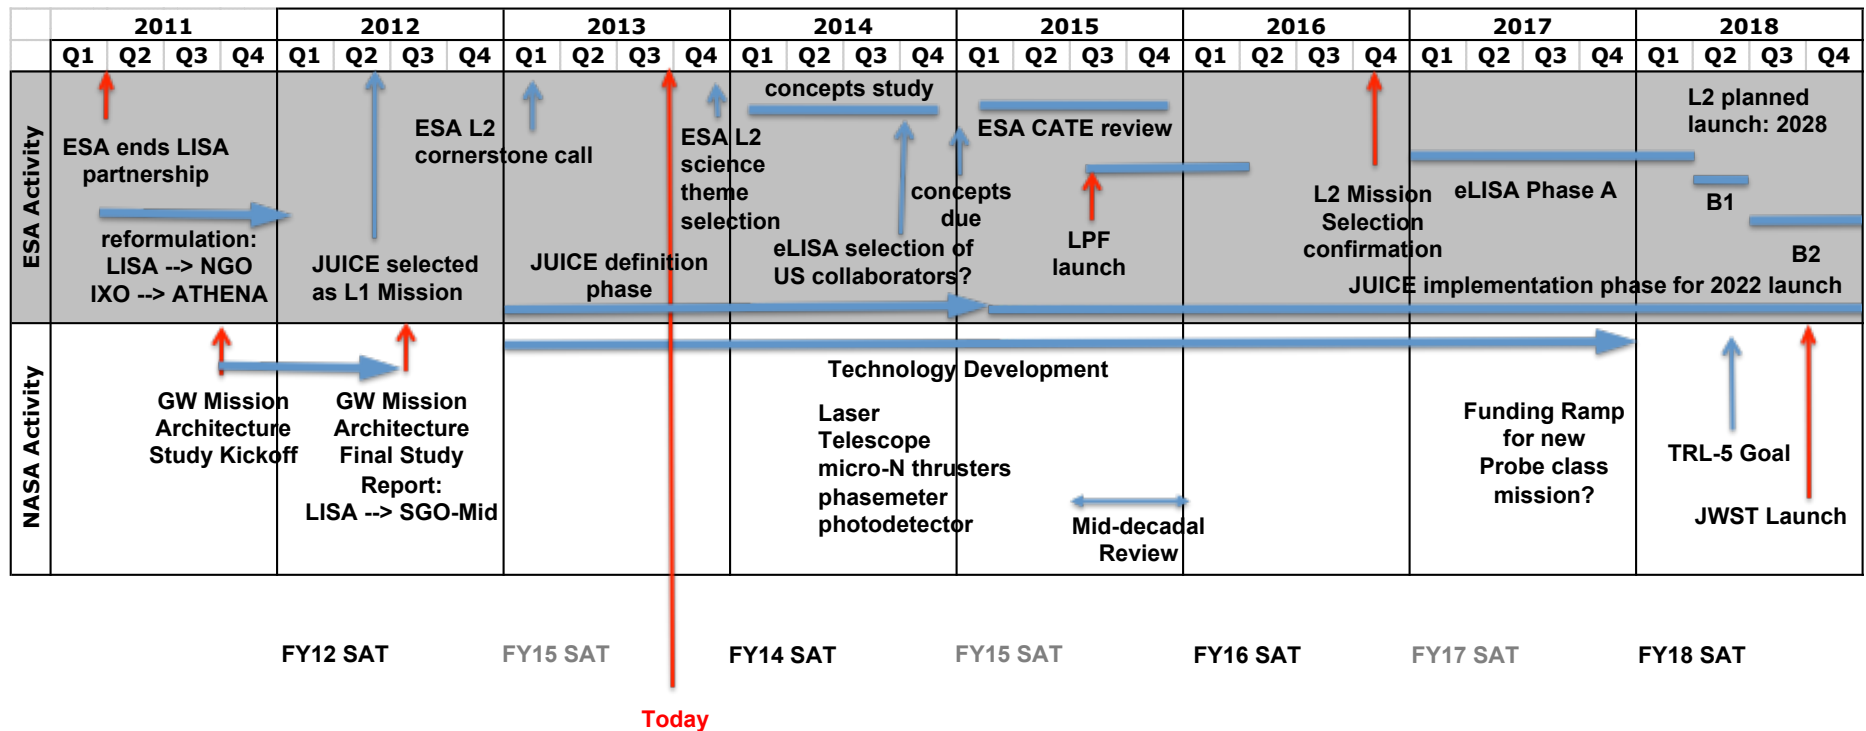 2011 2012 2013 2014 2015 2016 2017 2018
Q1 Q2 Q3 Q4 Q1 Q2 Q3 Q4 Q1 Q2 Q3 Q4 Q1 Q2 Q3 Q4 Q1 Q2 Q3 Q4 Q1 Q2 Q3 Q4 Q1 Q2 Q3 Q4 Q1 Q2 Q3 Q4
ESA Activity
ESA ends LISA
partnership
reformulation:
LISA --> NGO
IXO --> ATHENA
JUICE selected
as L1 Mission
ESA L2
cornerstone call
JUICE definition
phase
ESA L2
science
theme
selection
concepts study
eLISA selection of
US collaborators?
concepts
due
ESA CATE review
LPF
launch
L2 Mission
Selection
confirmation
eLISA Phase A
L2 planned
launch: 2028
B1
B2
JUICE implementation phase for 2022 launch
NASA Activity
GW Mission
Architecture
Study Kickoff
GW Mission
Architecture
Final Study
Report:
LISA --> SGO-Mid
Technology Development
Laser
Telescope
micro-N thrusters
phasemeter
photodetector
Mid-decadal
Review
Funding Ramp
for new
Probe class
mission?
TRL-5 Goal
JWST Launch
FY12 SAT FY15 SAT FY14 SAT FY15 SAT FY16 SAT FY17 SAT FY18 SAT
Today